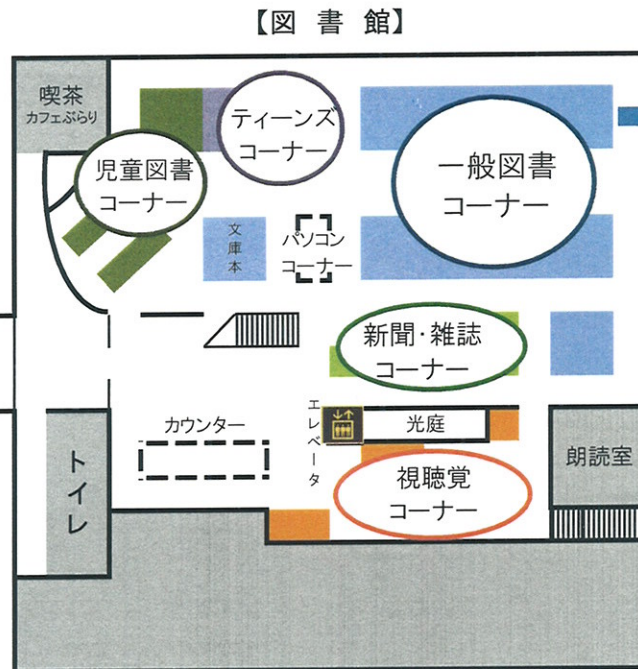 【図 書 館】
喫茶
カフェぷらり
ティーンズ
コーナー
一般図書
コーナー
児童図書
コーナー
文庫本
パソコン
コーナー
新聞・雑誌
コーナー
カウンター
エレベータ
光庭
トイレ
視聴覚
コーナー
朗読室